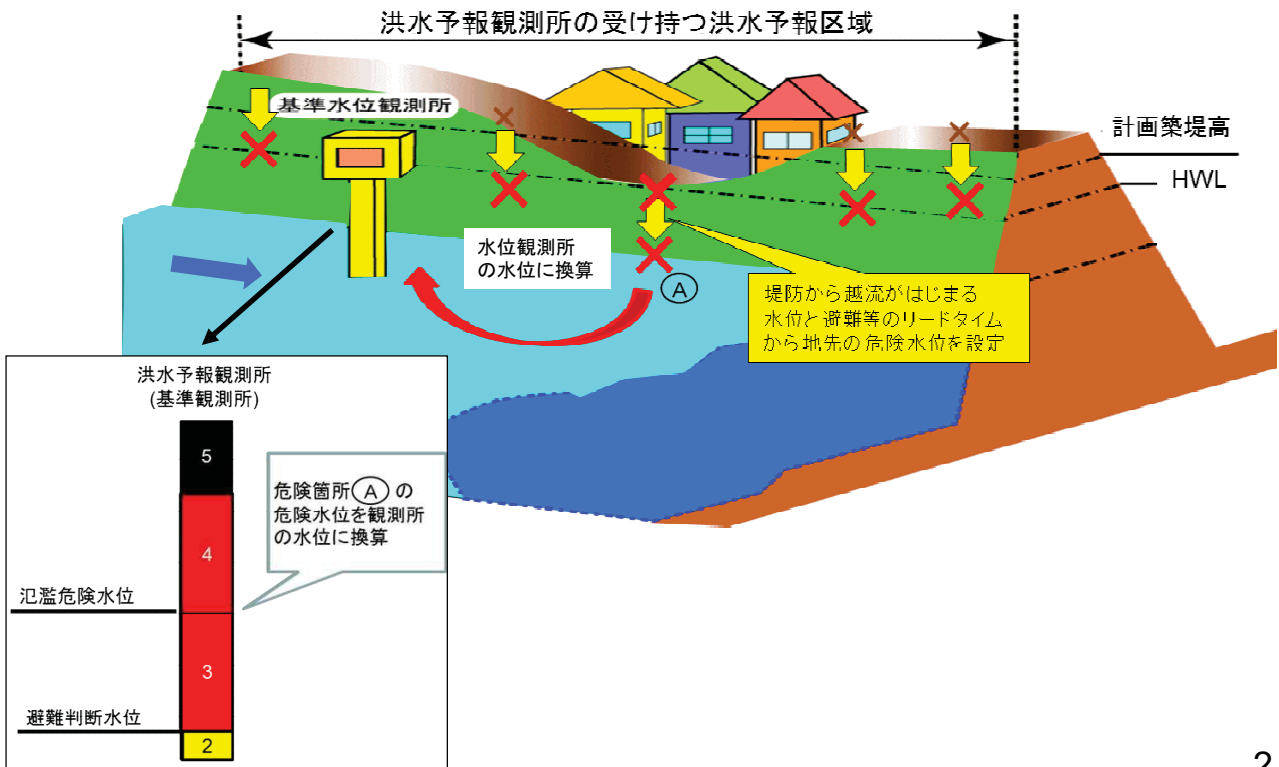 洪水予報観測所の受け持つ洪水予報区域
基準水位観測所
計画築堤高
HWL
水位観測所
の水位に換算
A
堤防から越流がはじまる
水位と避難等のリードタイム
から地先の危険水位を設定
洪水予報観測所
(基準観測所)
5
危険箇所Aの
危険水位を観測所
の水位に換算
4
氾濫危険水位
3
避難判断水位
2
2